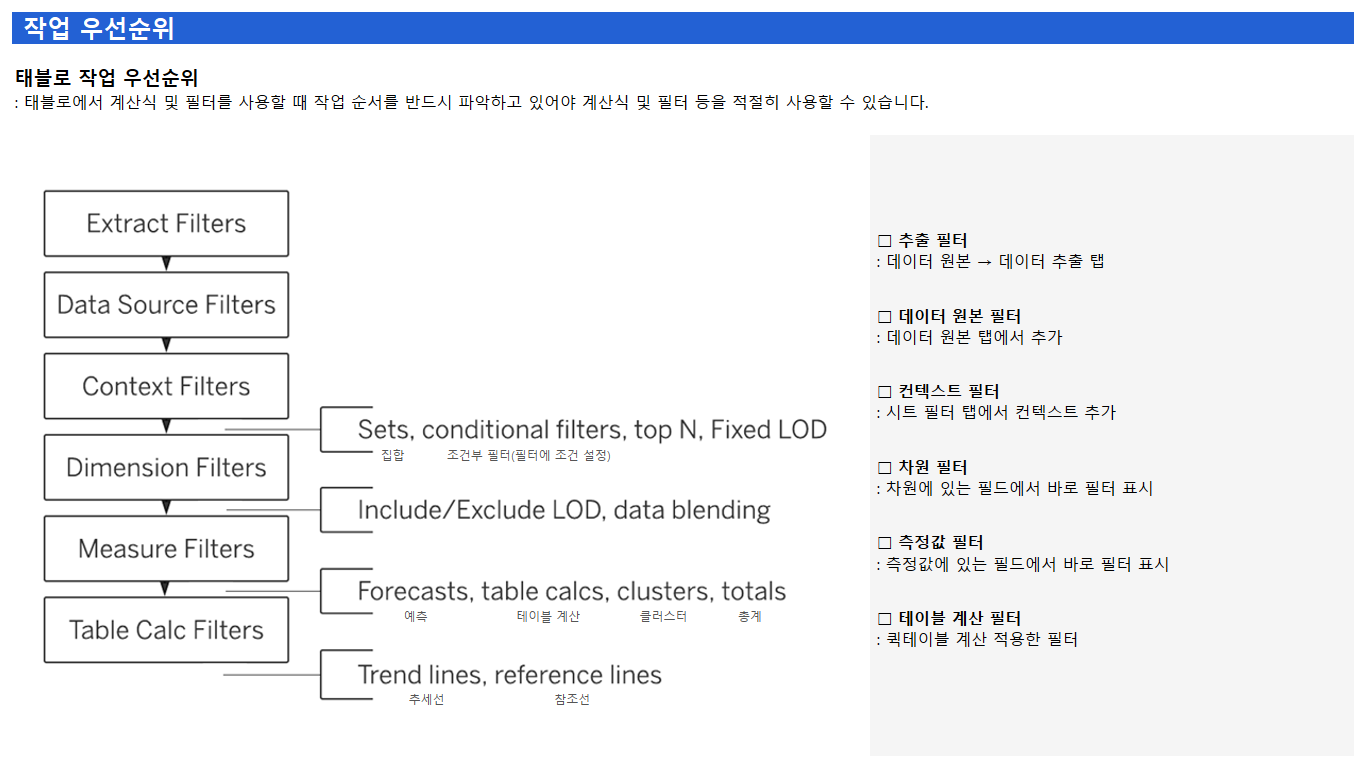 작업 우선순위
태블로 작업 우선순위
: 태블로에서 계산식 및 필터를 사용할 때 작업 순서를 반드시 파악하고 있어야 계산식 및 필터 등을 적절히 사용할 수 있습니다.
Extract Filters
Data Source Filters
Context Filters
Sets, conditional filters, top N, Fixed LOD
집합 조건부 필터(필터에 조건 설정)
Dimension Filters
Include/Exclude LOD, data blending
Measure Filters
Forecasts, table calcs, clusters, totals
예측 테이블 계산 클러스터 총계
Table Calc Filters
Trend lines, reference lines
추세선 참조선
□ 추출 필터
: 데이터 원본 → 데이터 추출 탭
□ 데이터 원본 필터
: 데이터 원본 탭에서 추가
□ 컨텍스트 필터
: 시트 필터 탭에서 컨텍스트 추가
□ 차원 필터
: 차원에 있는 필드에서 바로 필터 표시
□ 측정값 필터
: 측정값에 있는 필드에서 바로 필터 표시
□ 테이블 계산 필터
: 퀵테이블 계산 적용한 필터